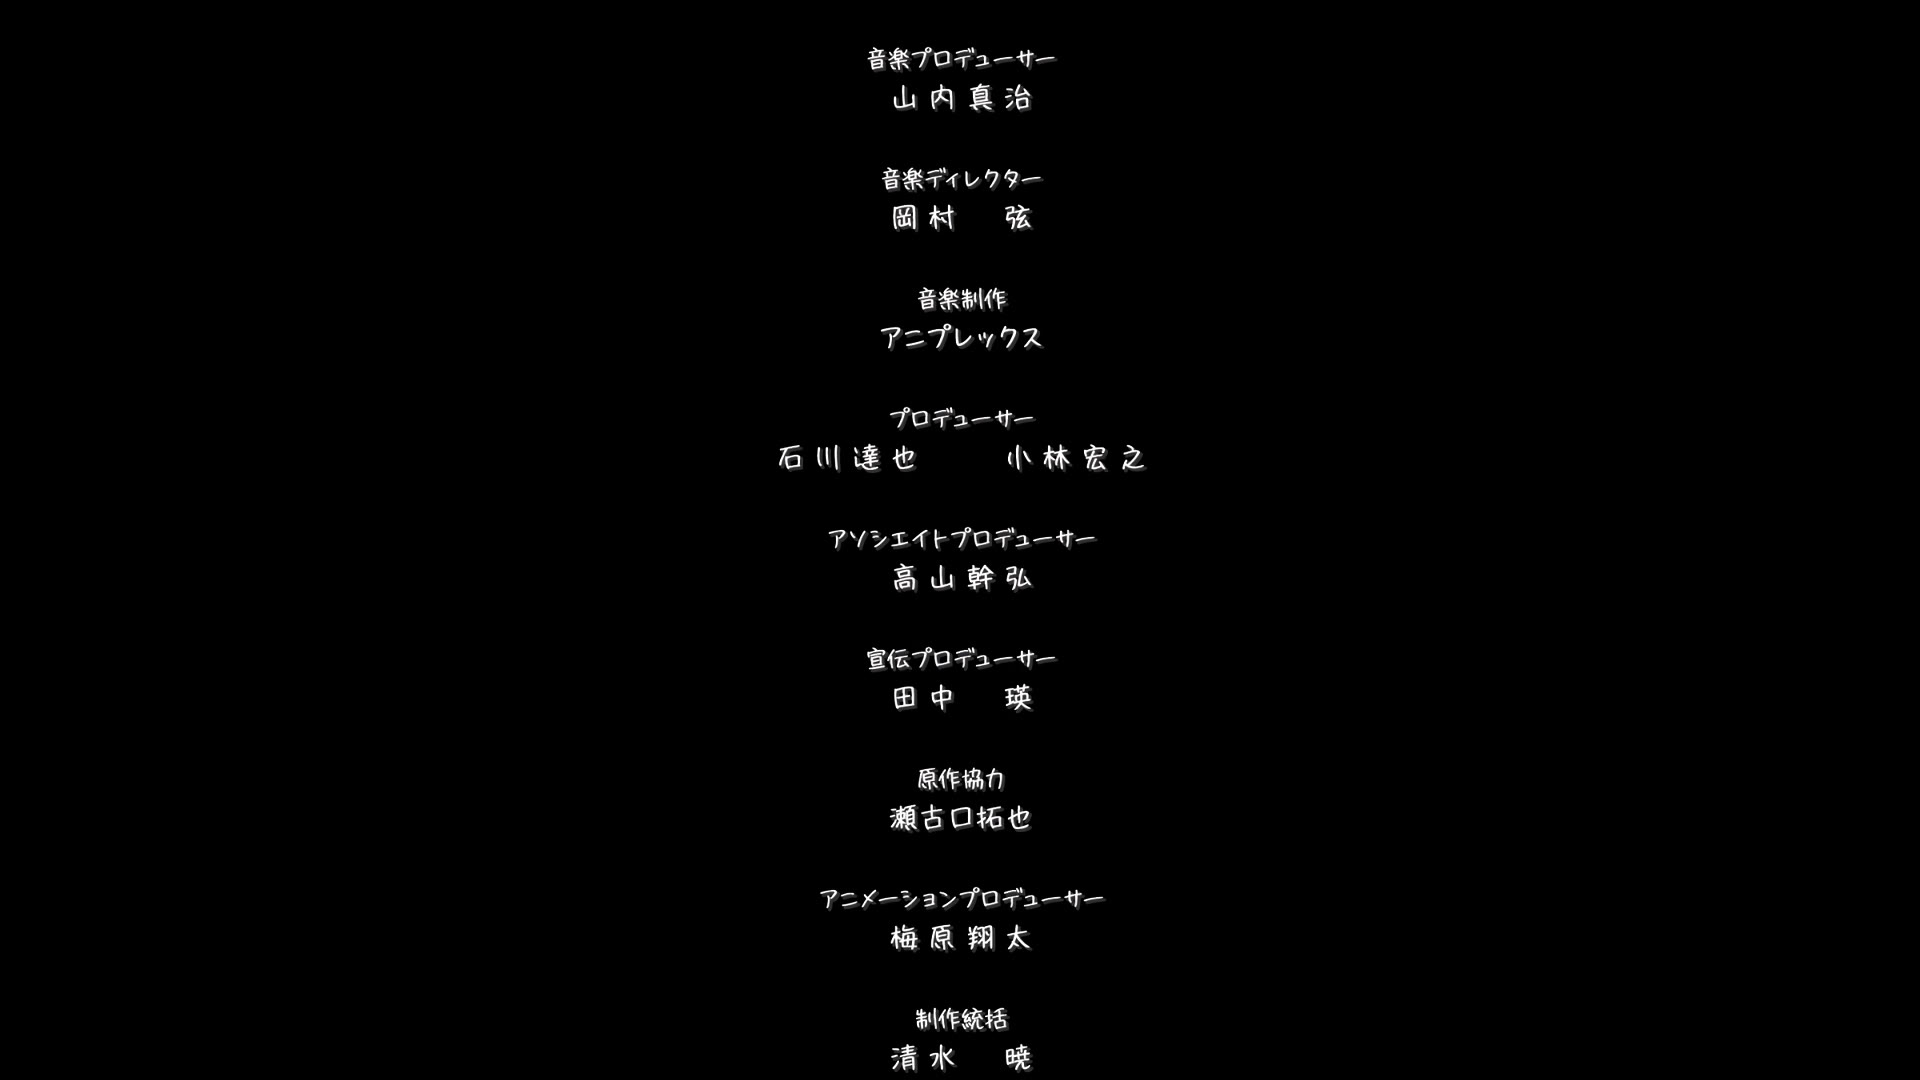 音楽プロデューサー
山内真治
音楽ディレクター
岡村　弦
音楽制作
アニプレックス
プロデューサー
石川達也　　小林宏之
アソシエイトプロデューサー
高山幹弘
宣伝プロデューサー
田中　瑛
原作協力
瀬古口拓也
アニメーションプロデューサー
梅原翔太
制作統括
清水　暁